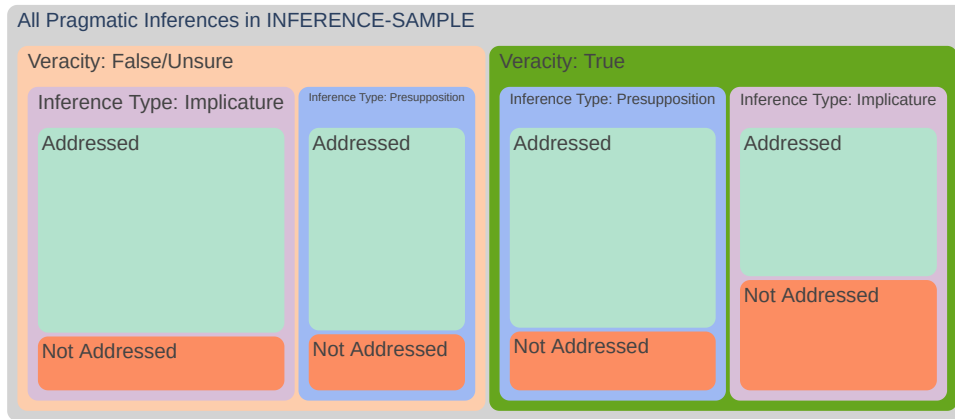 All Pragmatic Inferences in INFERENCE-SAMPLE
Veracity: False/Unsure
Veracity: True
Inference Type: Implicature
Inference Type: Presupposition
Inference Type: Presupposition
Inference Type: Implicature
Addressed
Addressed
Addressed
Addressed
Not Addressed
Not Addressed
Not Addressed
Not Addressed